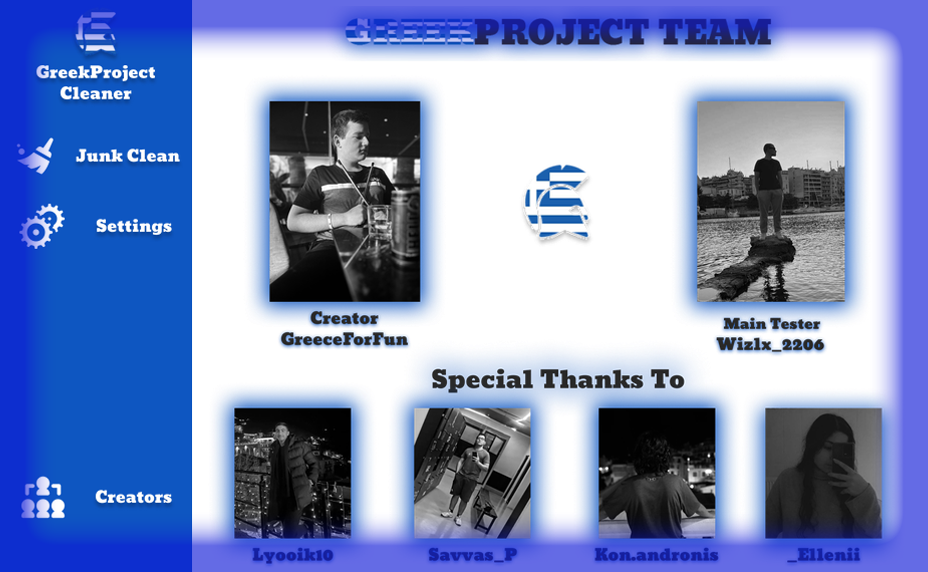 GREEKPROJECT TEAM
GreekProject
Cleaner
Junk Clean
Settings
Creators
Creator
GreeceForFun
Main Tester
Wizlx_2206
Special Thanks To
Lyooik10
Savvas_P
Kon.andronis
_Ellenii